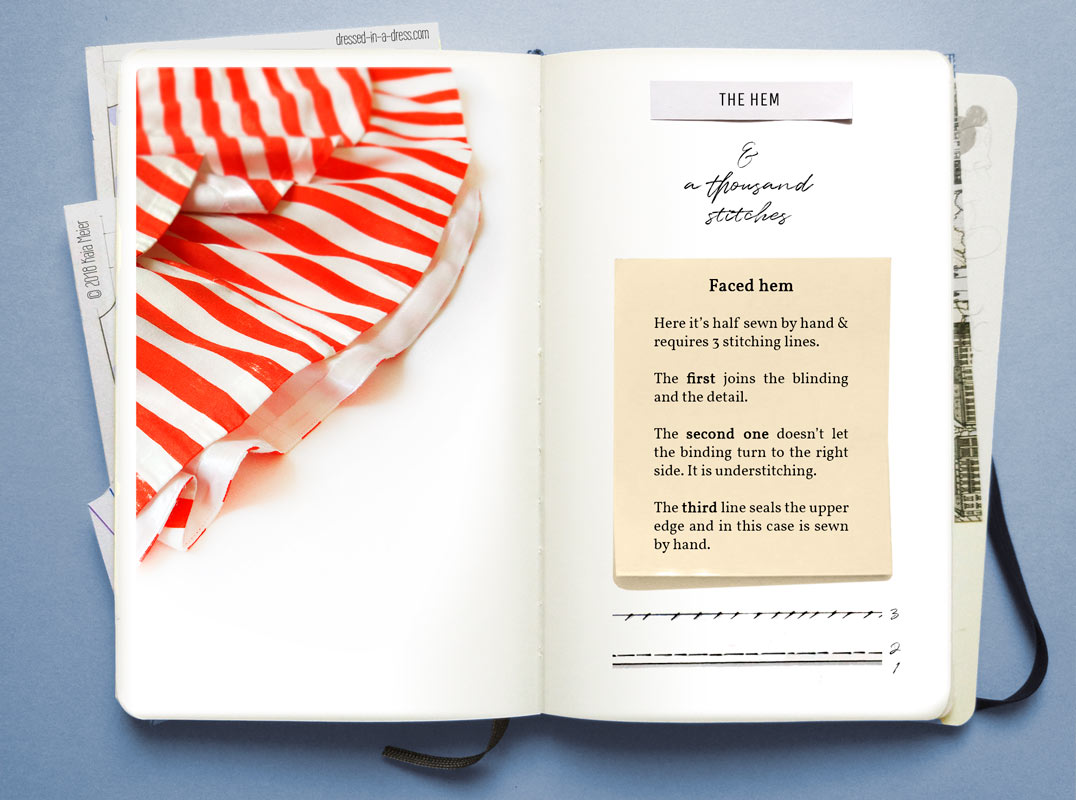 dressed-in-a-dress.com
© 2018 Kaia Meier
THE HEM
&
a thousand
stitches
Faced hem
Here it's half sewn by hand &
requires 3 stitching lines.
The first joins the blinding
and the detail.
The second one doesn't let
the binding turn to the right
side. It is understitching.
The third line seals the upper
edge and in this case is sewn
by hand.
3
2
1